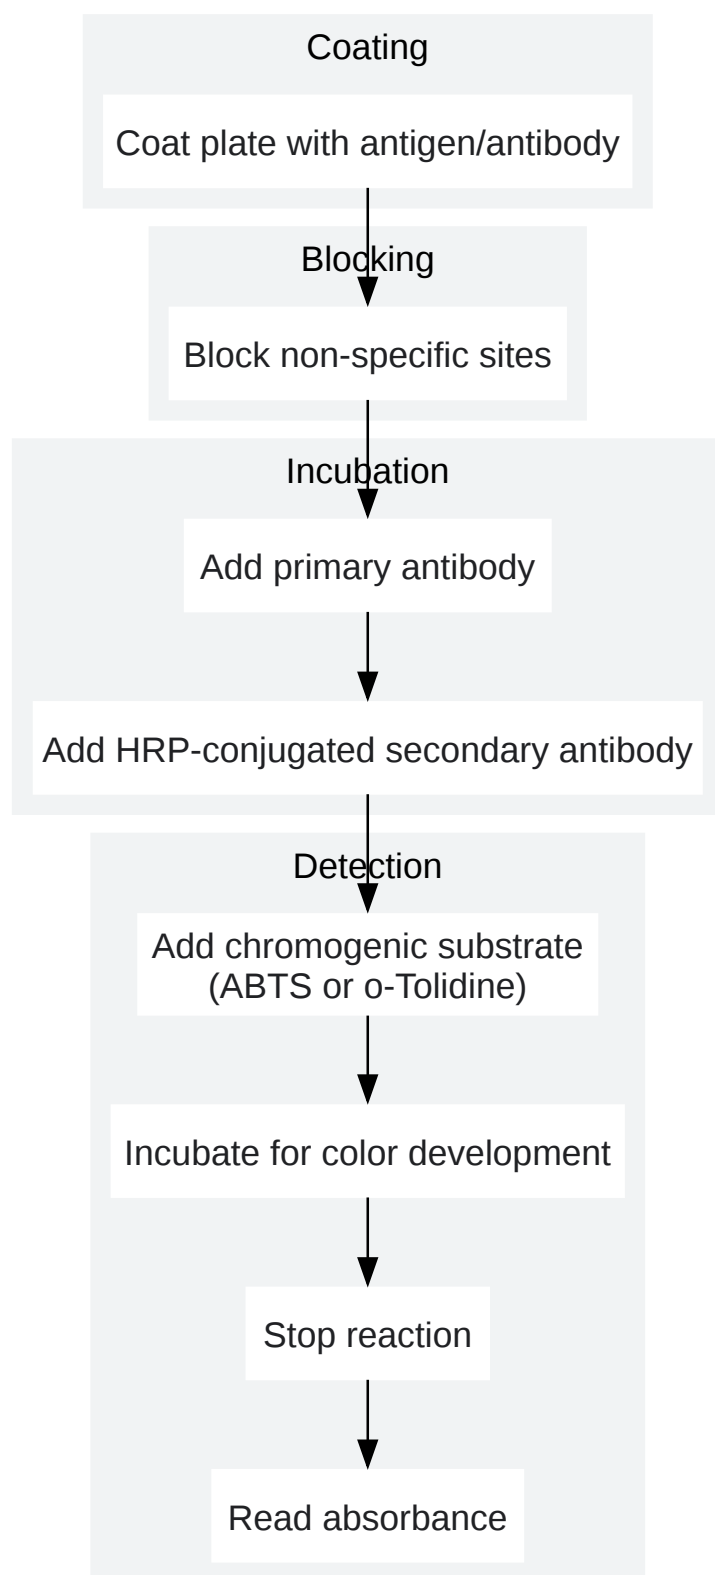 Coating
Coat plate with antigen/antibody
Blocking
Block non-specific sites
Incubation
Add primary antibody
Add HRP-conjugated secondary antibody
Detection
Add chromogenic substrate
(ABTS or o-Tolidine)
Incubate for color development
Stop reaction
Read absorbance